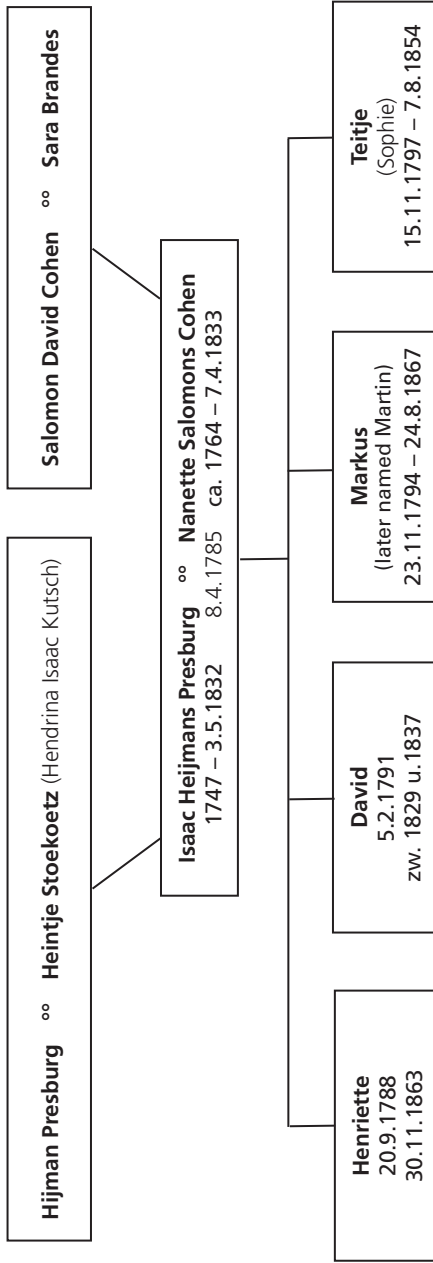 Hijman Presburg °° Heintje Stoekoetz (Hendrina Isaac Kutsch)
Salomon David Cohen °° Sara Brandes
Isaac Heijmans Presburg °° Nanette Salomons Cohen
1747 – 3.5.1832 8.4.1785 ca. 1764 – 7.4.1833
Henriette
20.9.1788
30.11.1863
David
5.2.1791
zw. 1829 u.1837
Markus
(later named Martin)
23.11.1794 – 24.8.1867
Teitje
(Sophie)
15.11.1797 – 7.8.1854